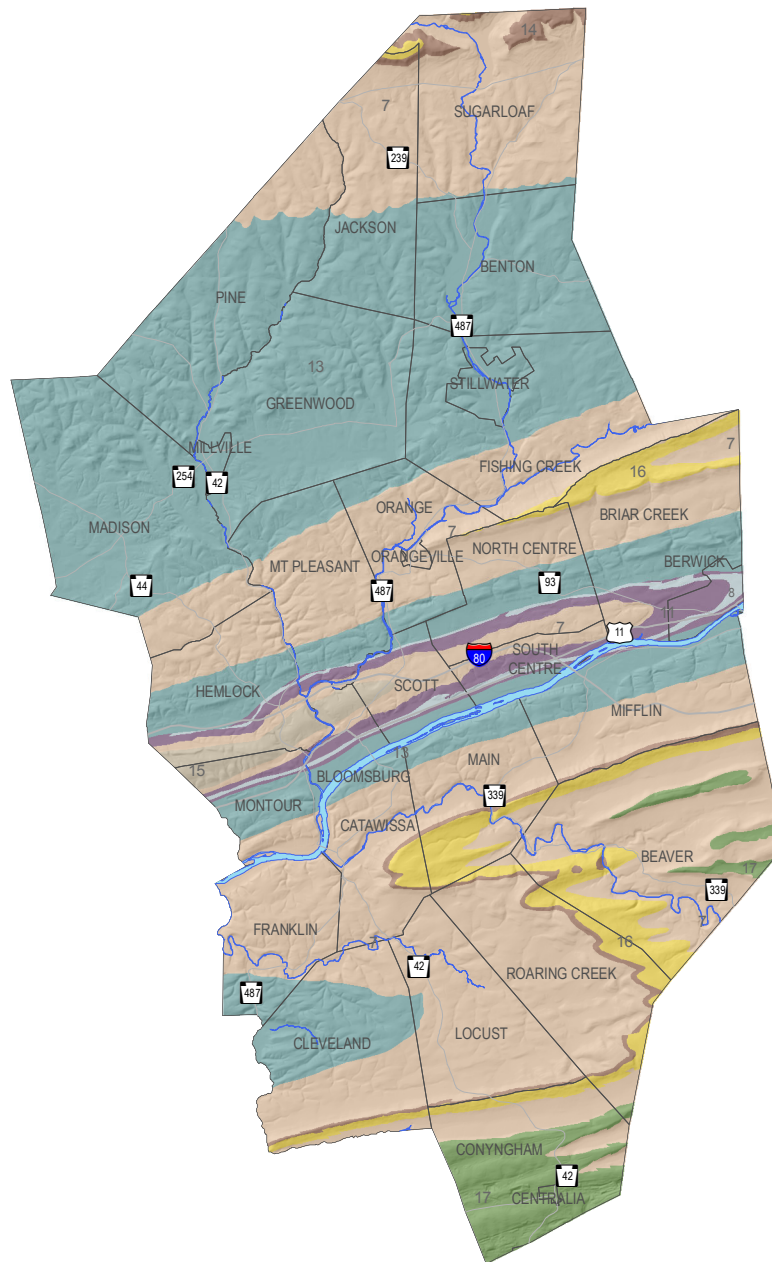 14
7
SUGARLOAF
239
JACKSON
BENTON
PINE
487
13
STILLWATER
GREENWOOD
7
MILLVILLE
FISHING CREEK
16
254
42
ORANGE
BRIAR CREEK
MADISON
7
NORTH CENTRE
ORANGEVILLE
BERWICK
MT PLEASANT
44
93
487
8
11
7
11
SOUTH
CENTRE
80
SCOTT
HEMLOCK
MIFFLIN
13
MAIN
15
BLOOMSBURG
339
MONTOUR
CATAWISSA
BEAVER
17
339
7
FRANKLIN
7
16
42
ROARING CREEK
487
LOCUST
CLEVELAND
CONYNGHAM
42
17
CENTRALIA